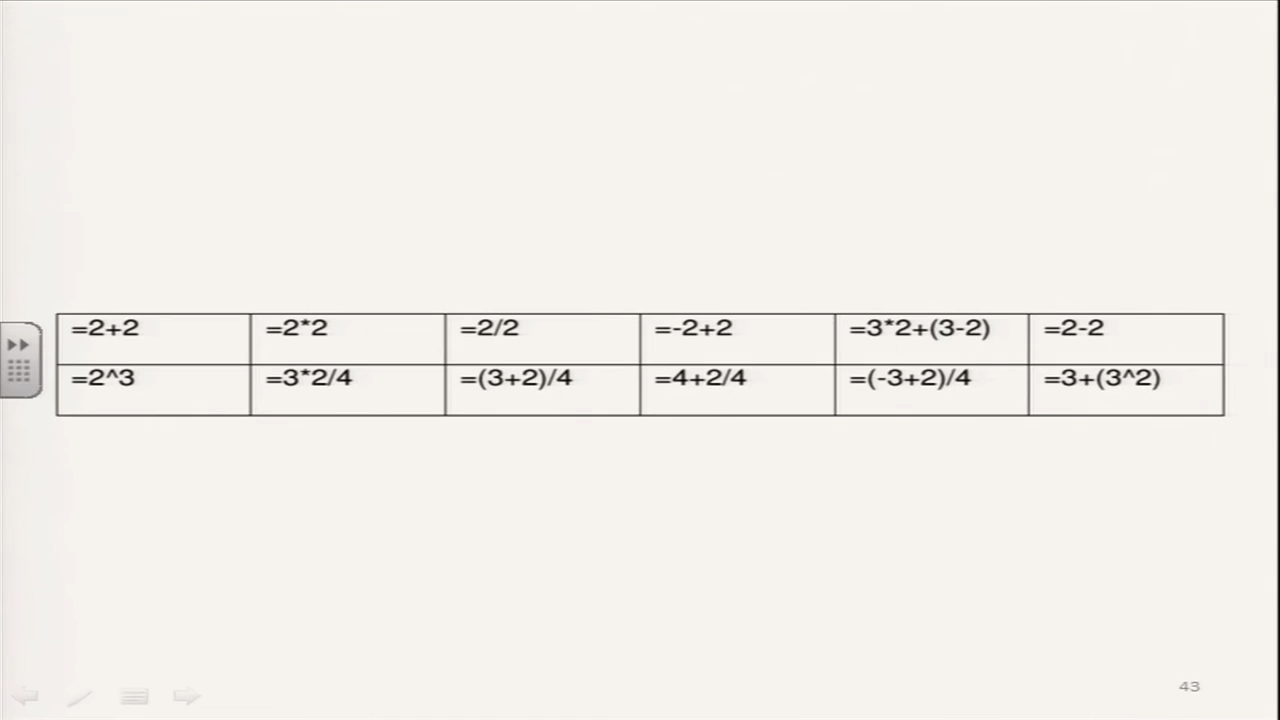 =2+2 =2*2 =2/2 =-2+2 =3*2+(3-2) =2-2
=2^3 =3*2/4 =(3+2)/4 =4+2/4 =(-3+2)/4 =3+(3^2)
43